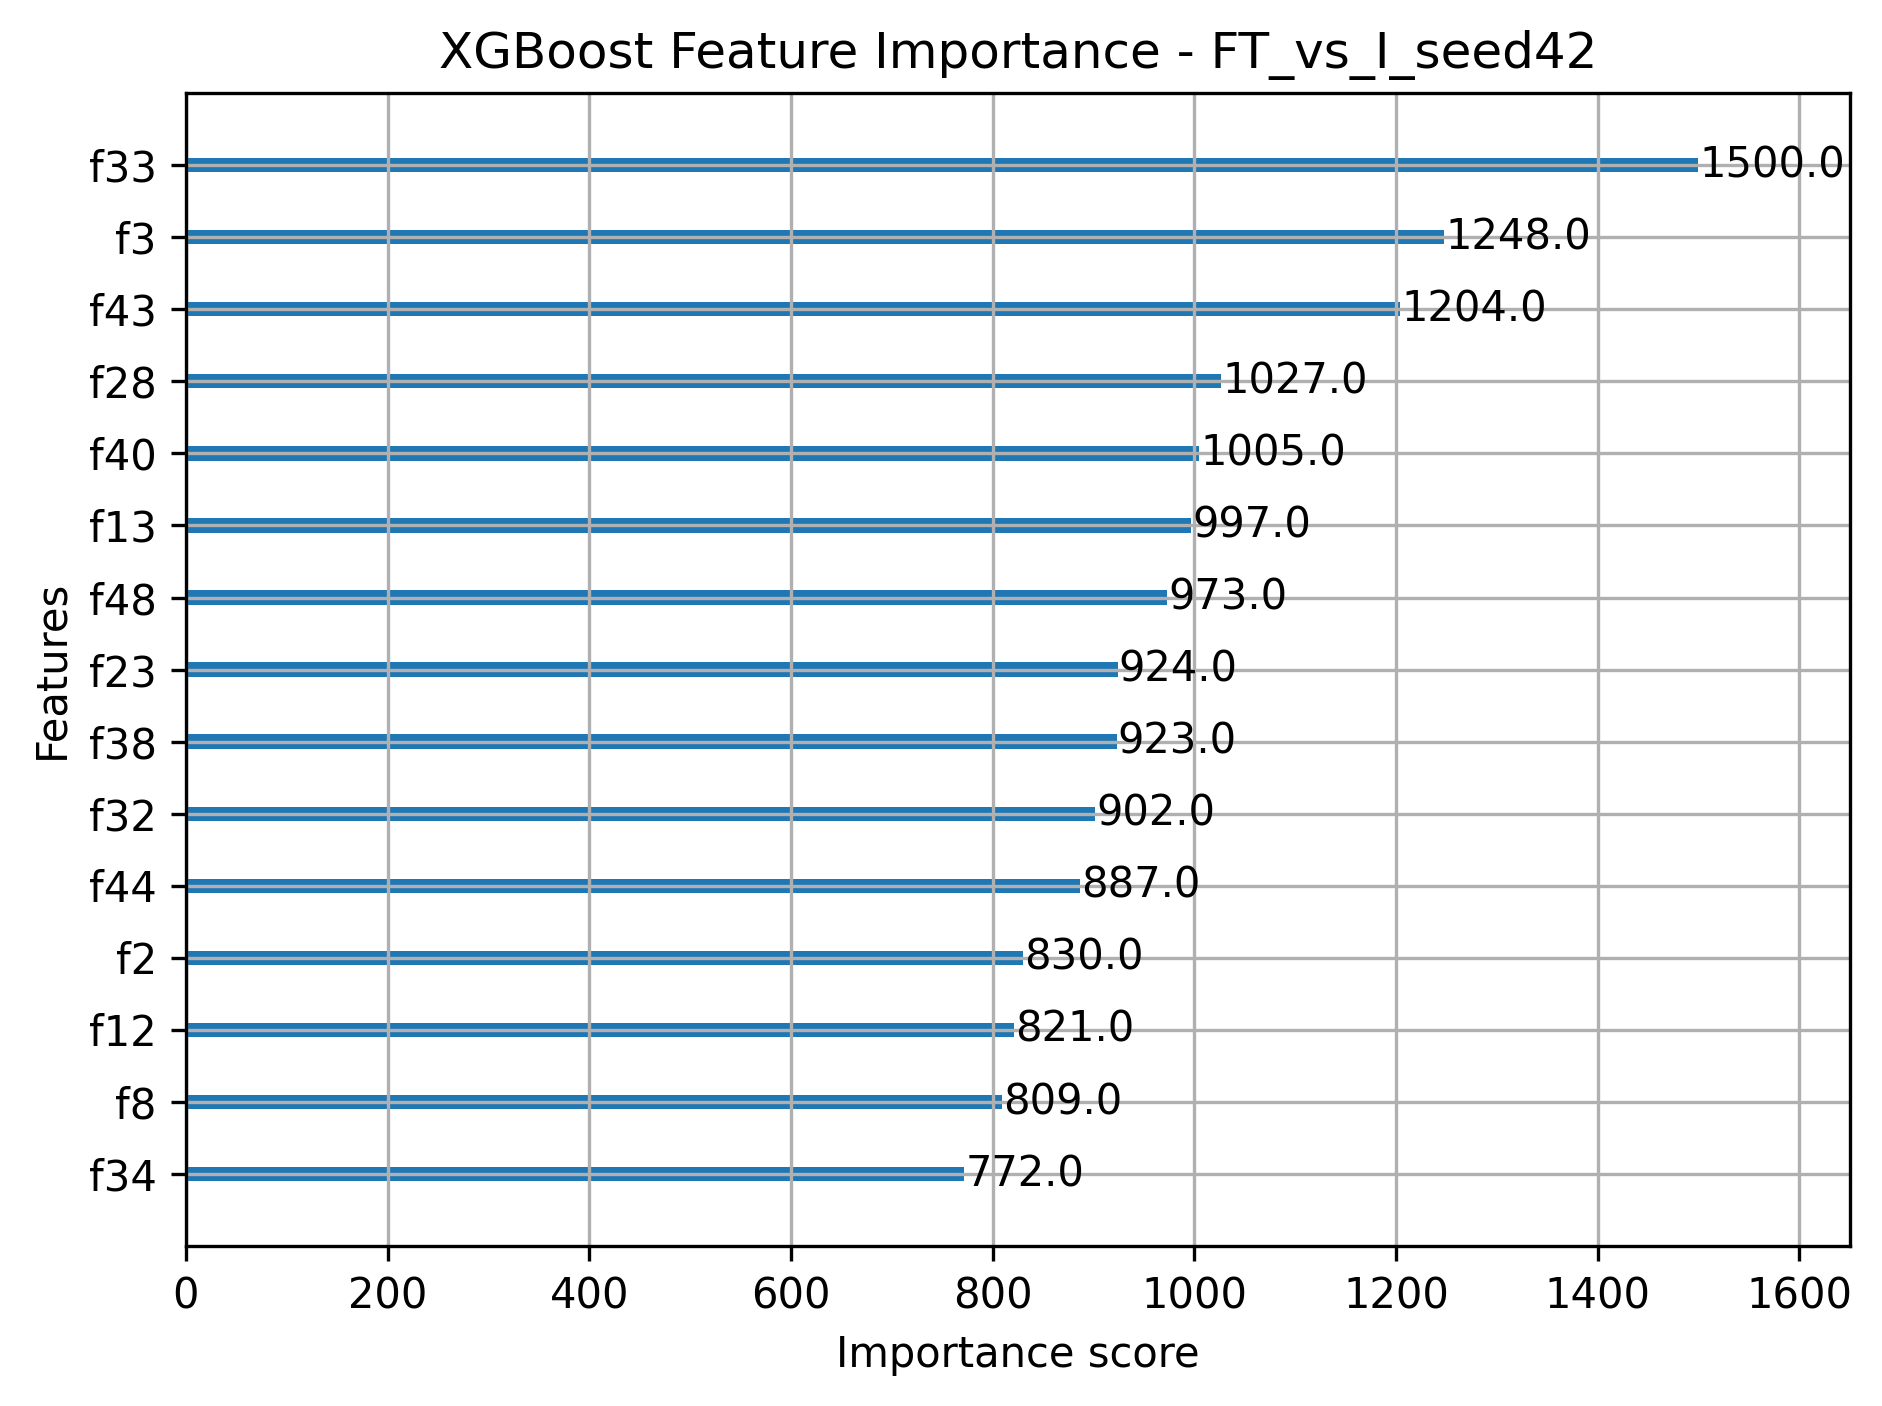 XGBoost Feature Importance - FT_vs_I_seed42
f33 1500.0
f3 1248.0
f43 1204.0
f28 1027.0
f40 1005.0
f13 997.0
f48 973.0
f23 924.0
f38 923.0
f32 902.0
f44 887.0
f2 830.0
f12 821.0
f8 809.0
f34 772.0
Features
0 200 400 600 800 1000 1200 1400 1600
Importance score